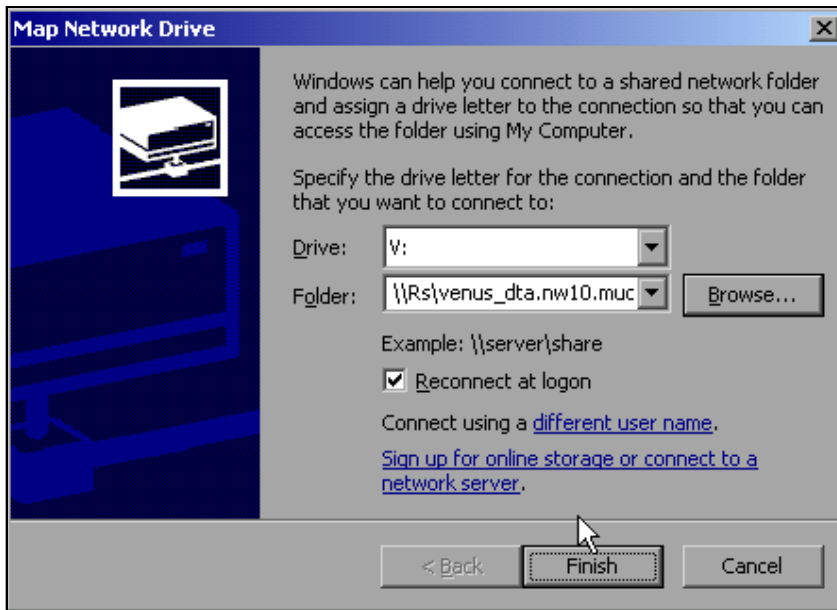 Map Network Drive
Windows can help you connect to a shared network folder
and assign a drive letter to the connection so that you can
access the folder using My Computer.
Specify the drive letter for the connection and the folder
that you want to connect to:
Drive: V:
Folder: \\Rs\venus_dta.nw10.muc Browse...
Example: \\server\share
Reconnect at logon
Connect using a different user name.
Sign up for online storage or connect to a
network server.
< Back Finish Cancel